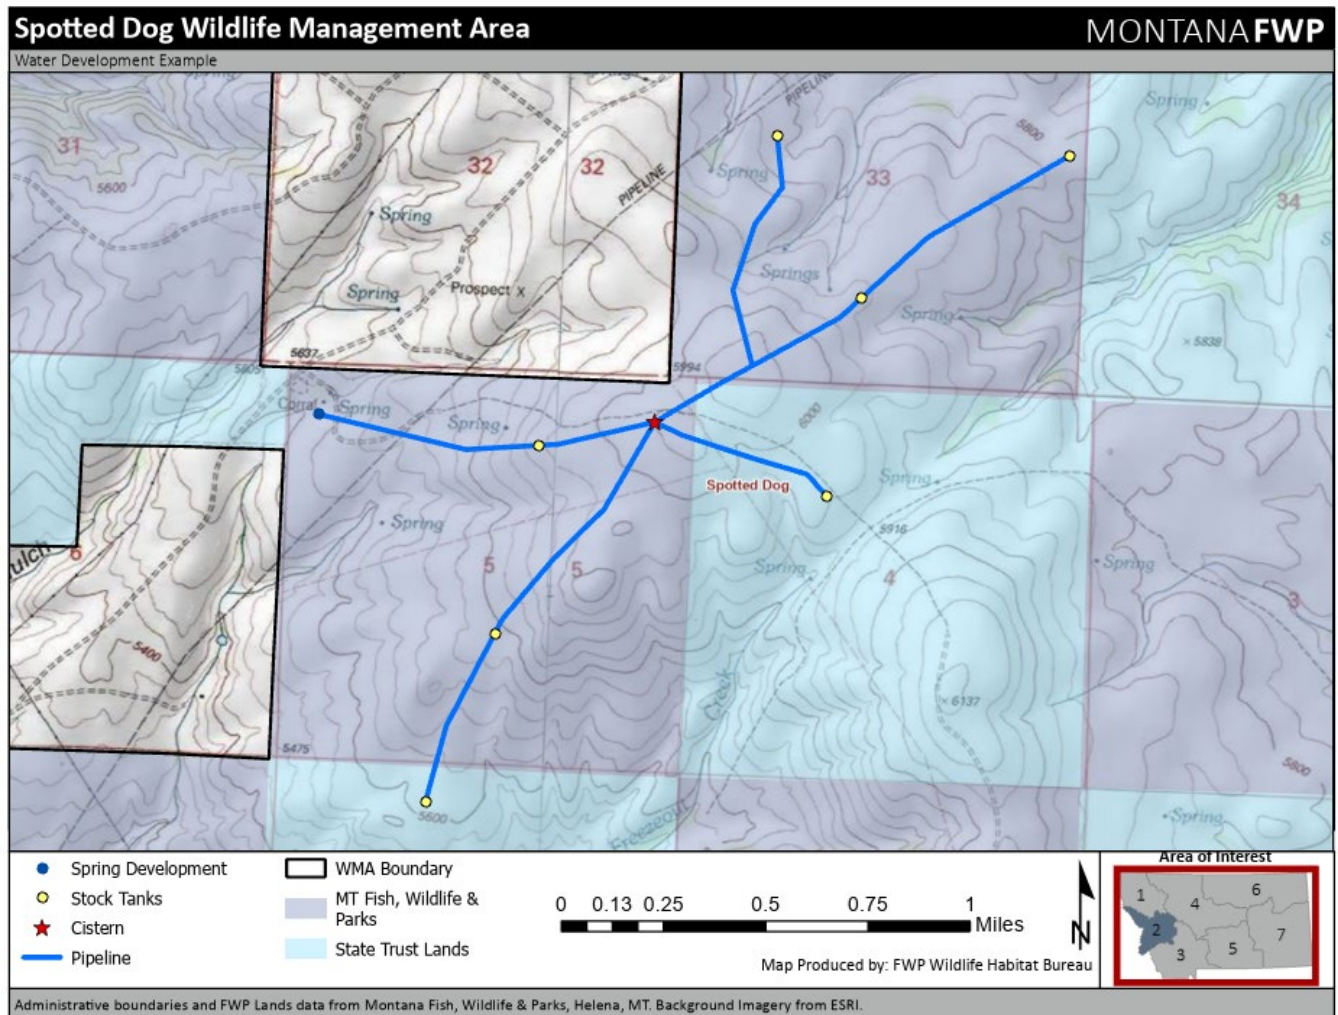 Spotted Dog Wildlife Management Area
MONTANA FWP
Water Development Example
Spring
PIPELINE
Spring
31
32
32
33
5800
5600
PIPELINE
Spring
34
Spring
Springs
Spring
Prospect X
Spring
5637
5805
5994
× 5838
Corral
Spring
Spring
6000
Spotted Dog
Spring
Spring
5916
6
5
5
Spring
4
Spring
3
5400
Creek
× 6137
5475
5800
5600
Freezeout
Spring
Spring Development
Stock Tanks
Cistern
Pipeline
WMA Boundary
MT Fish, Wildlife &
Parks
State Trust Lands
0 0.13 0.25 0.5 0.75 1
Miles
N
Map Produced by: FWP Wildlife Habitat Bureau
Area of Interest
1
4
6
2
3
5
7
Administrative boundaries and FWP Lands data from Montana Fish, Wildlife & Parks, Helena, MT. Background Imagery from ESRI.